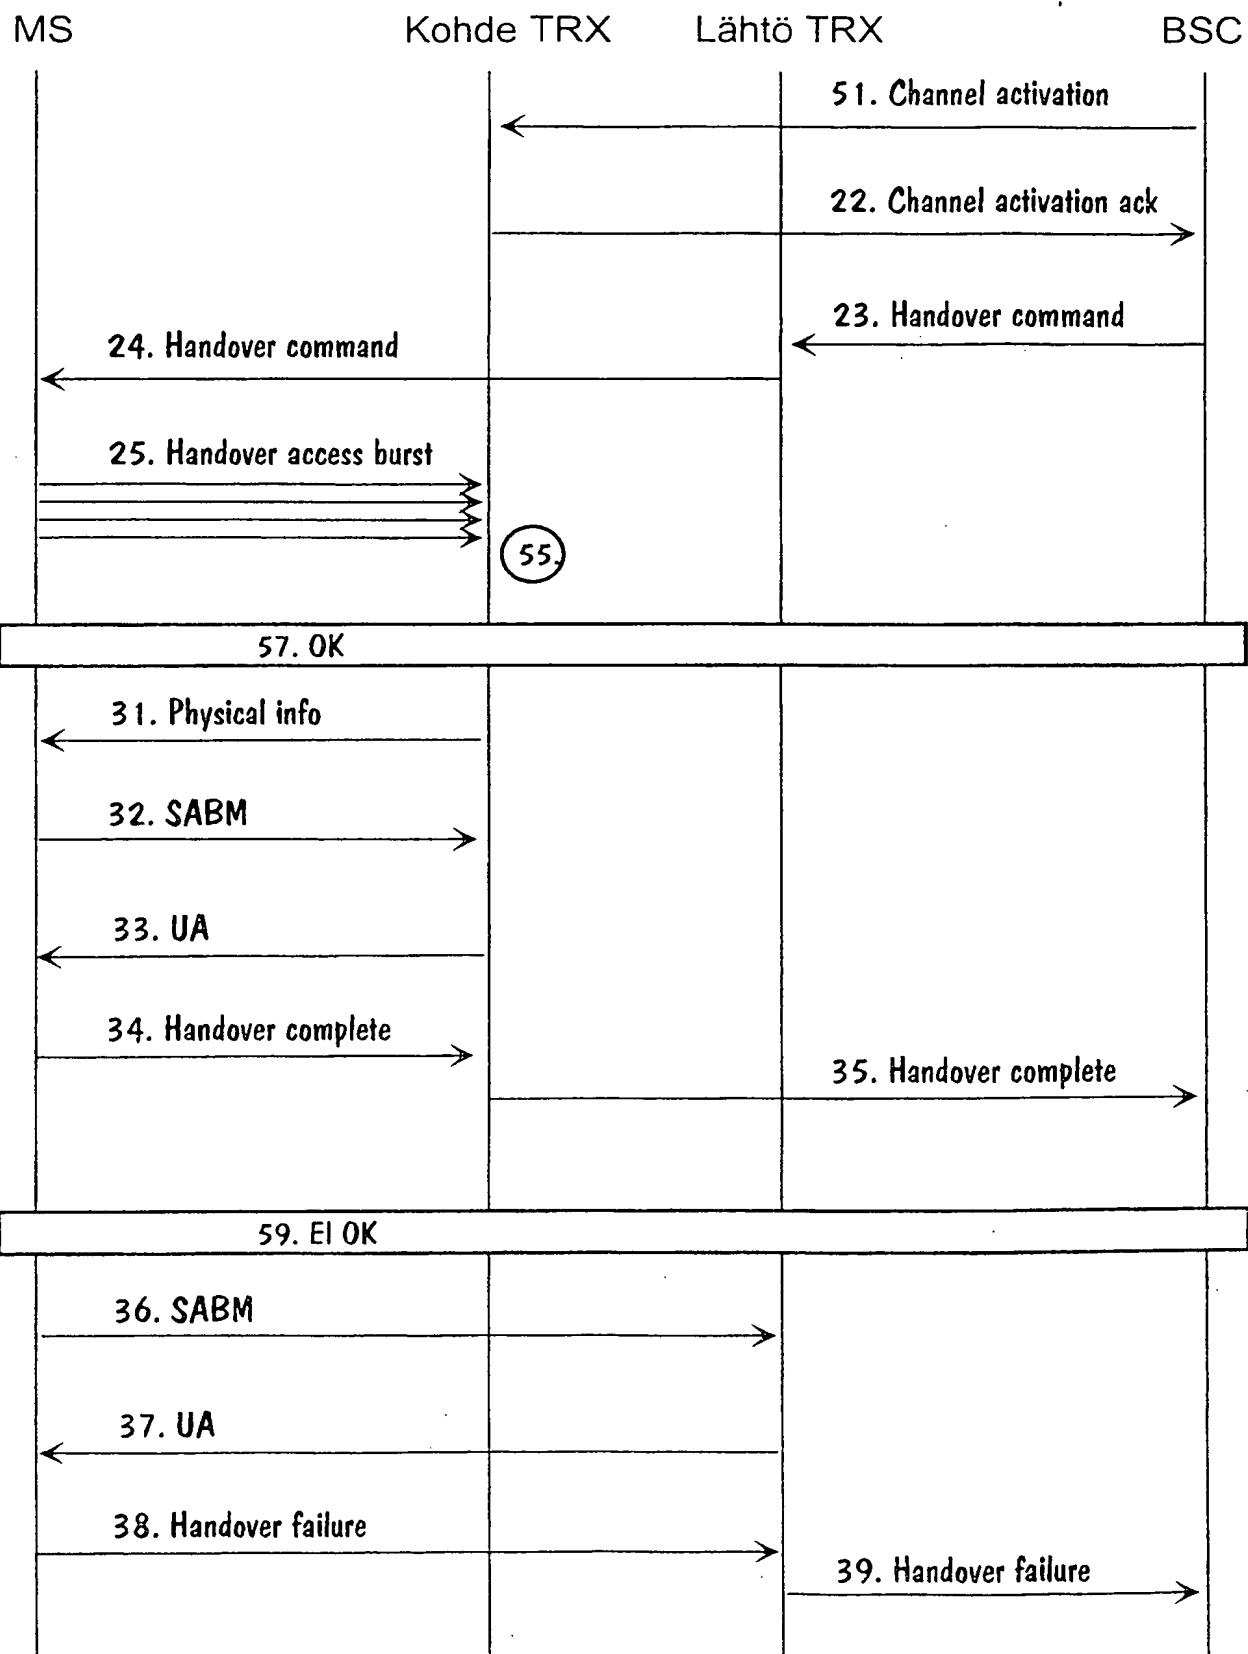 MS Kohde TRX Lähtö TRX BSC
51. Channel activation
22. Channel activation ack
23. Handover command
24. Handover command
25. Handover access burst
55.
57. OK
31. Physical info
32. SABM
33. UA
34. Handover complete
35. Handover complete
59. EI OK
36. SABM
37. UA
38. Handover failure
39. Handover failure